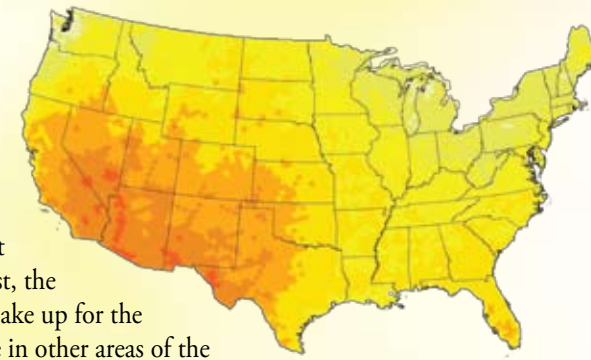 t
st, the
ake up for the
e in other areas of the